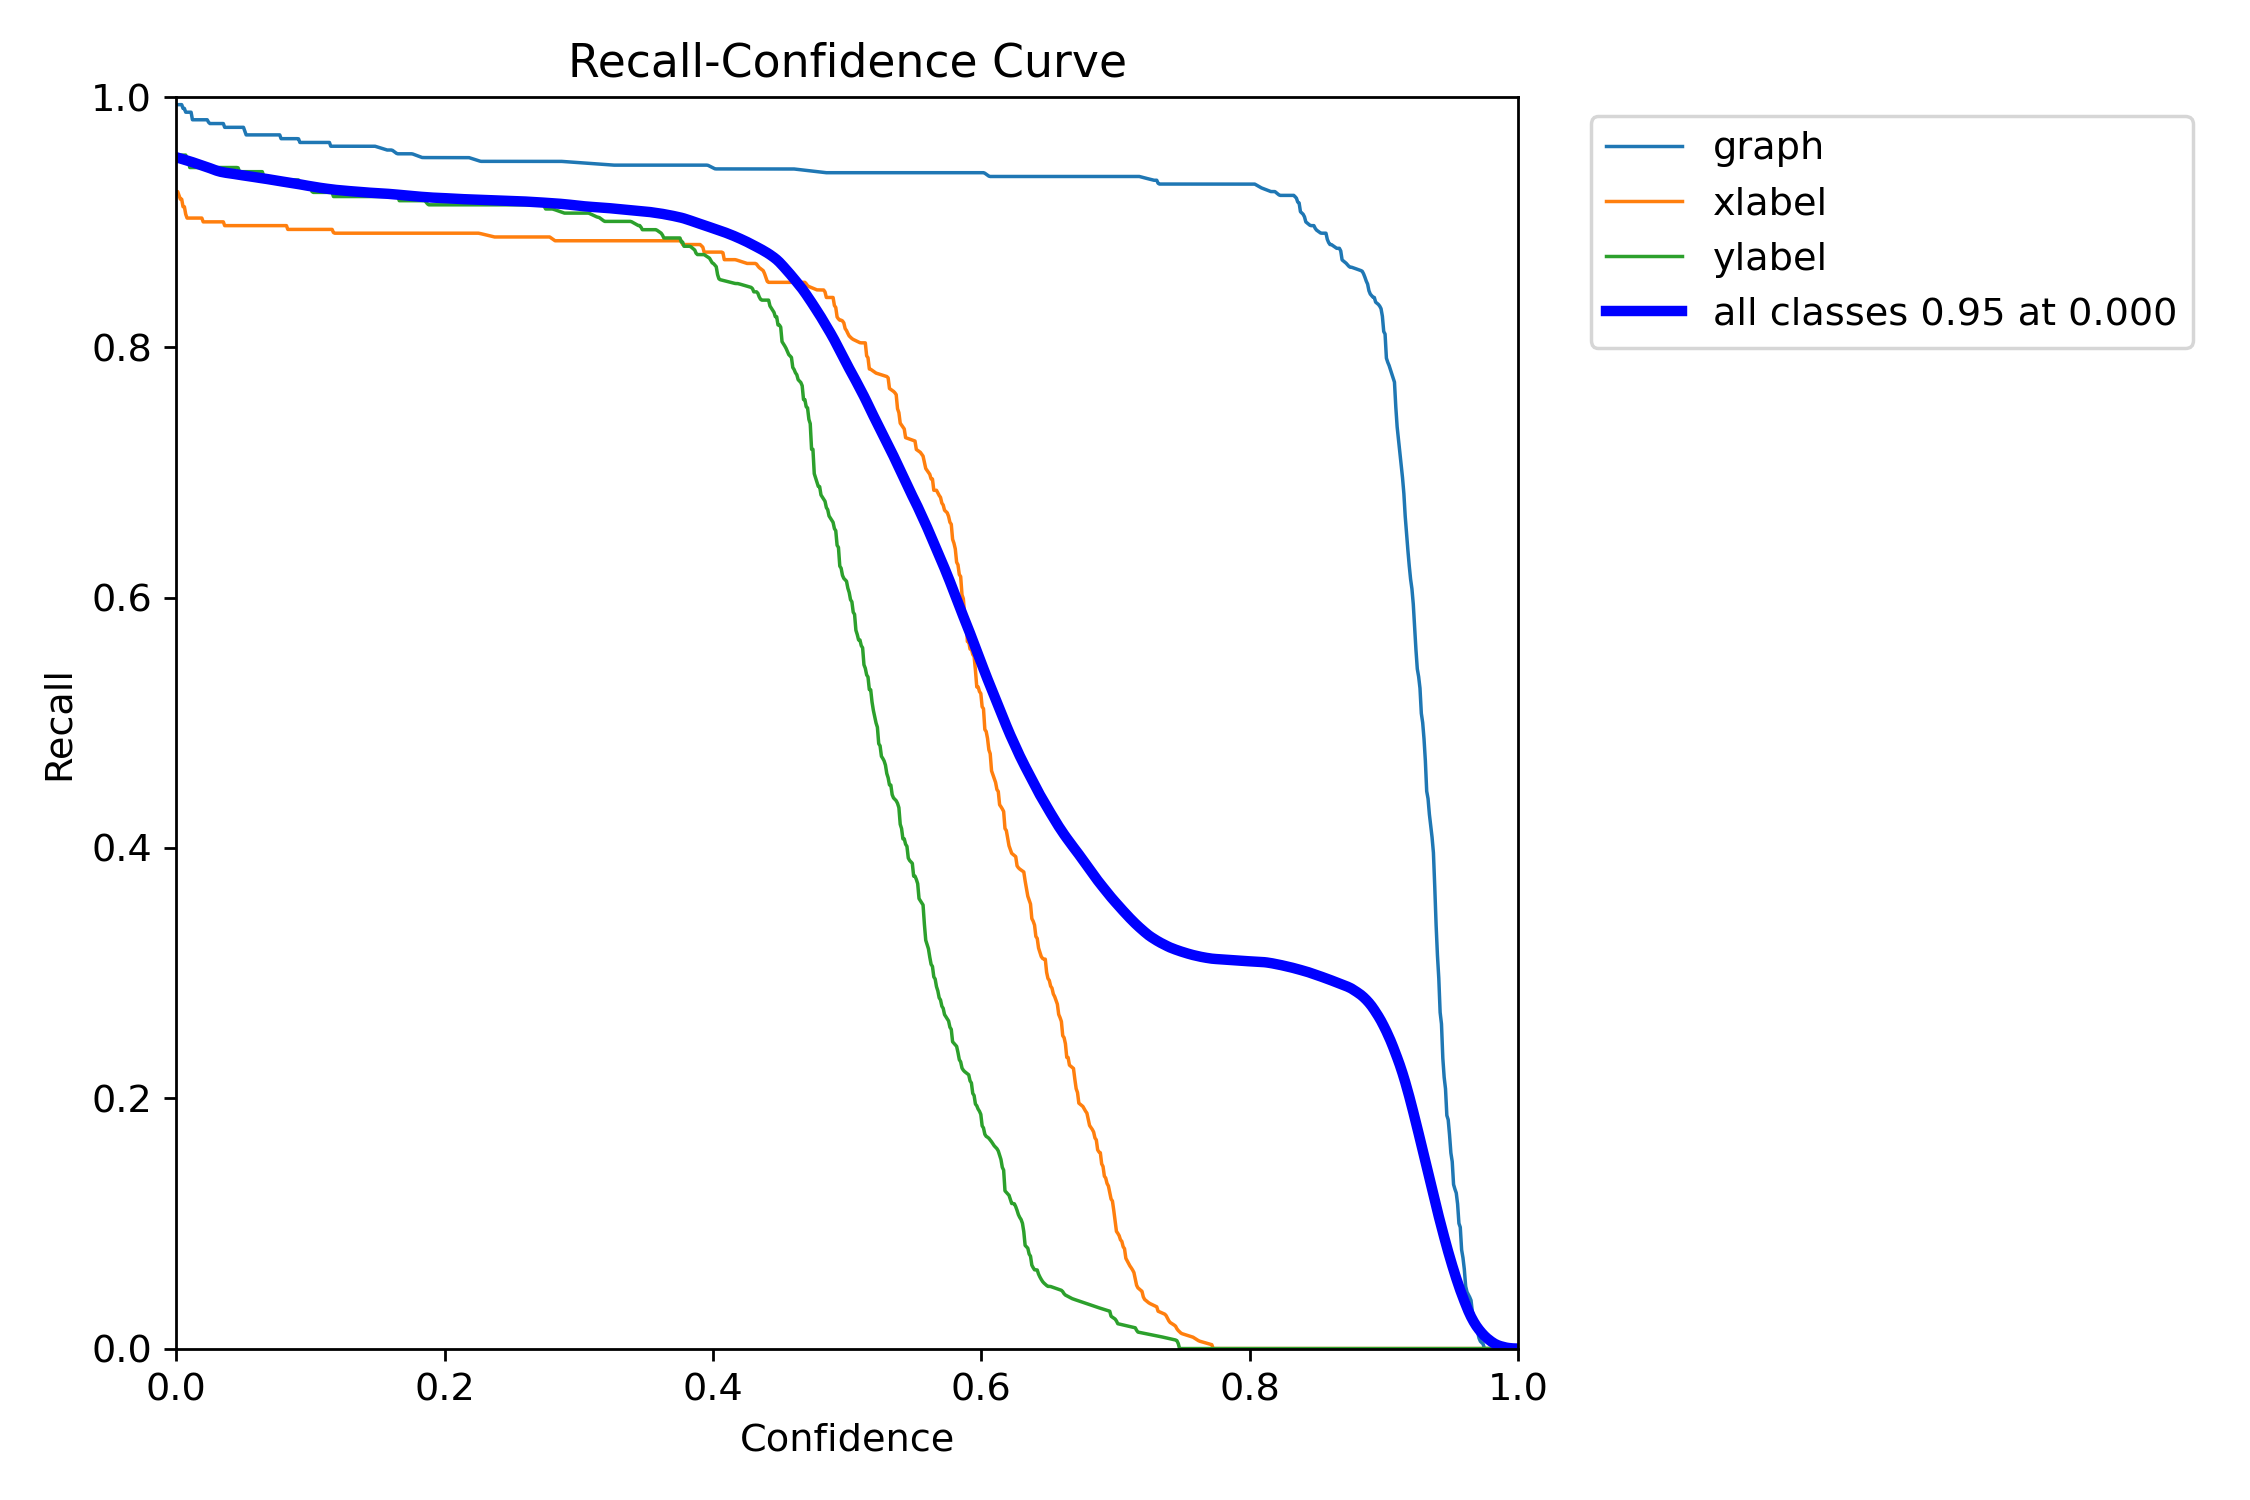 Recall-Confidence Curve
1.0
0.8
0.6
0.4
0.2
0.0
Recall
0.0 0.2 0.4 0.6 0.8 1.0
Confidence
graph
xlabel
ylabel
all classes 0.95 at 0.000